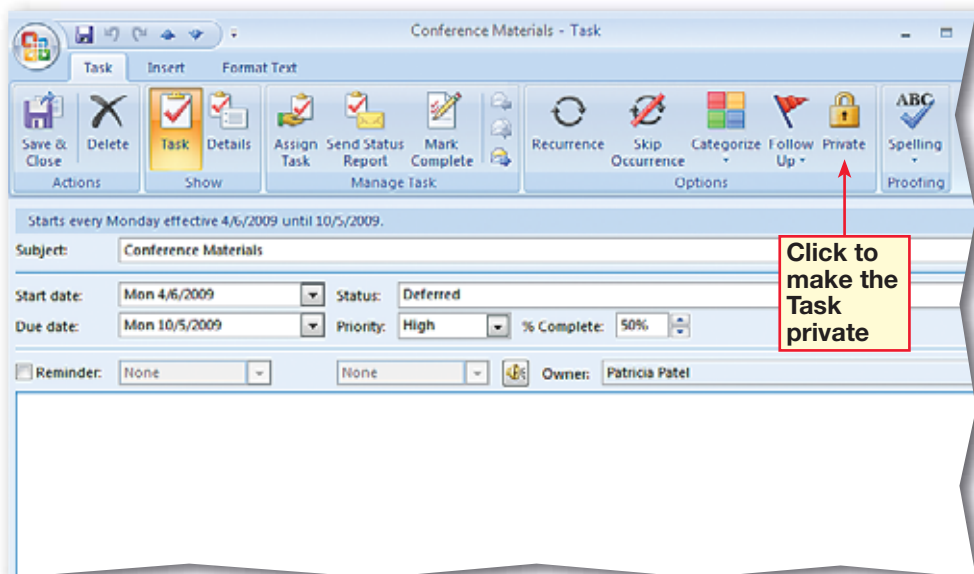 Conference Materials - Task
Task Insert Format Text
Save & Close Delete Task Details Assign Task Send Status Report Mark Complete Recurrence Skip Occurrence Categorize Follow Up Private ABC Spelling
Actions Show Manage Task Options Proofing
Starts every Monday effective 4/6/2009 until 10/5/2009.
Subject: Conference Materials
Click to
make the
Task
private
Start date: Mon 4/6/2009 Status: Deferred
Due date: Mon 10/5/2009 Priority: High % Complete: 50%
Reminder: None None Owner: Patricia Patel